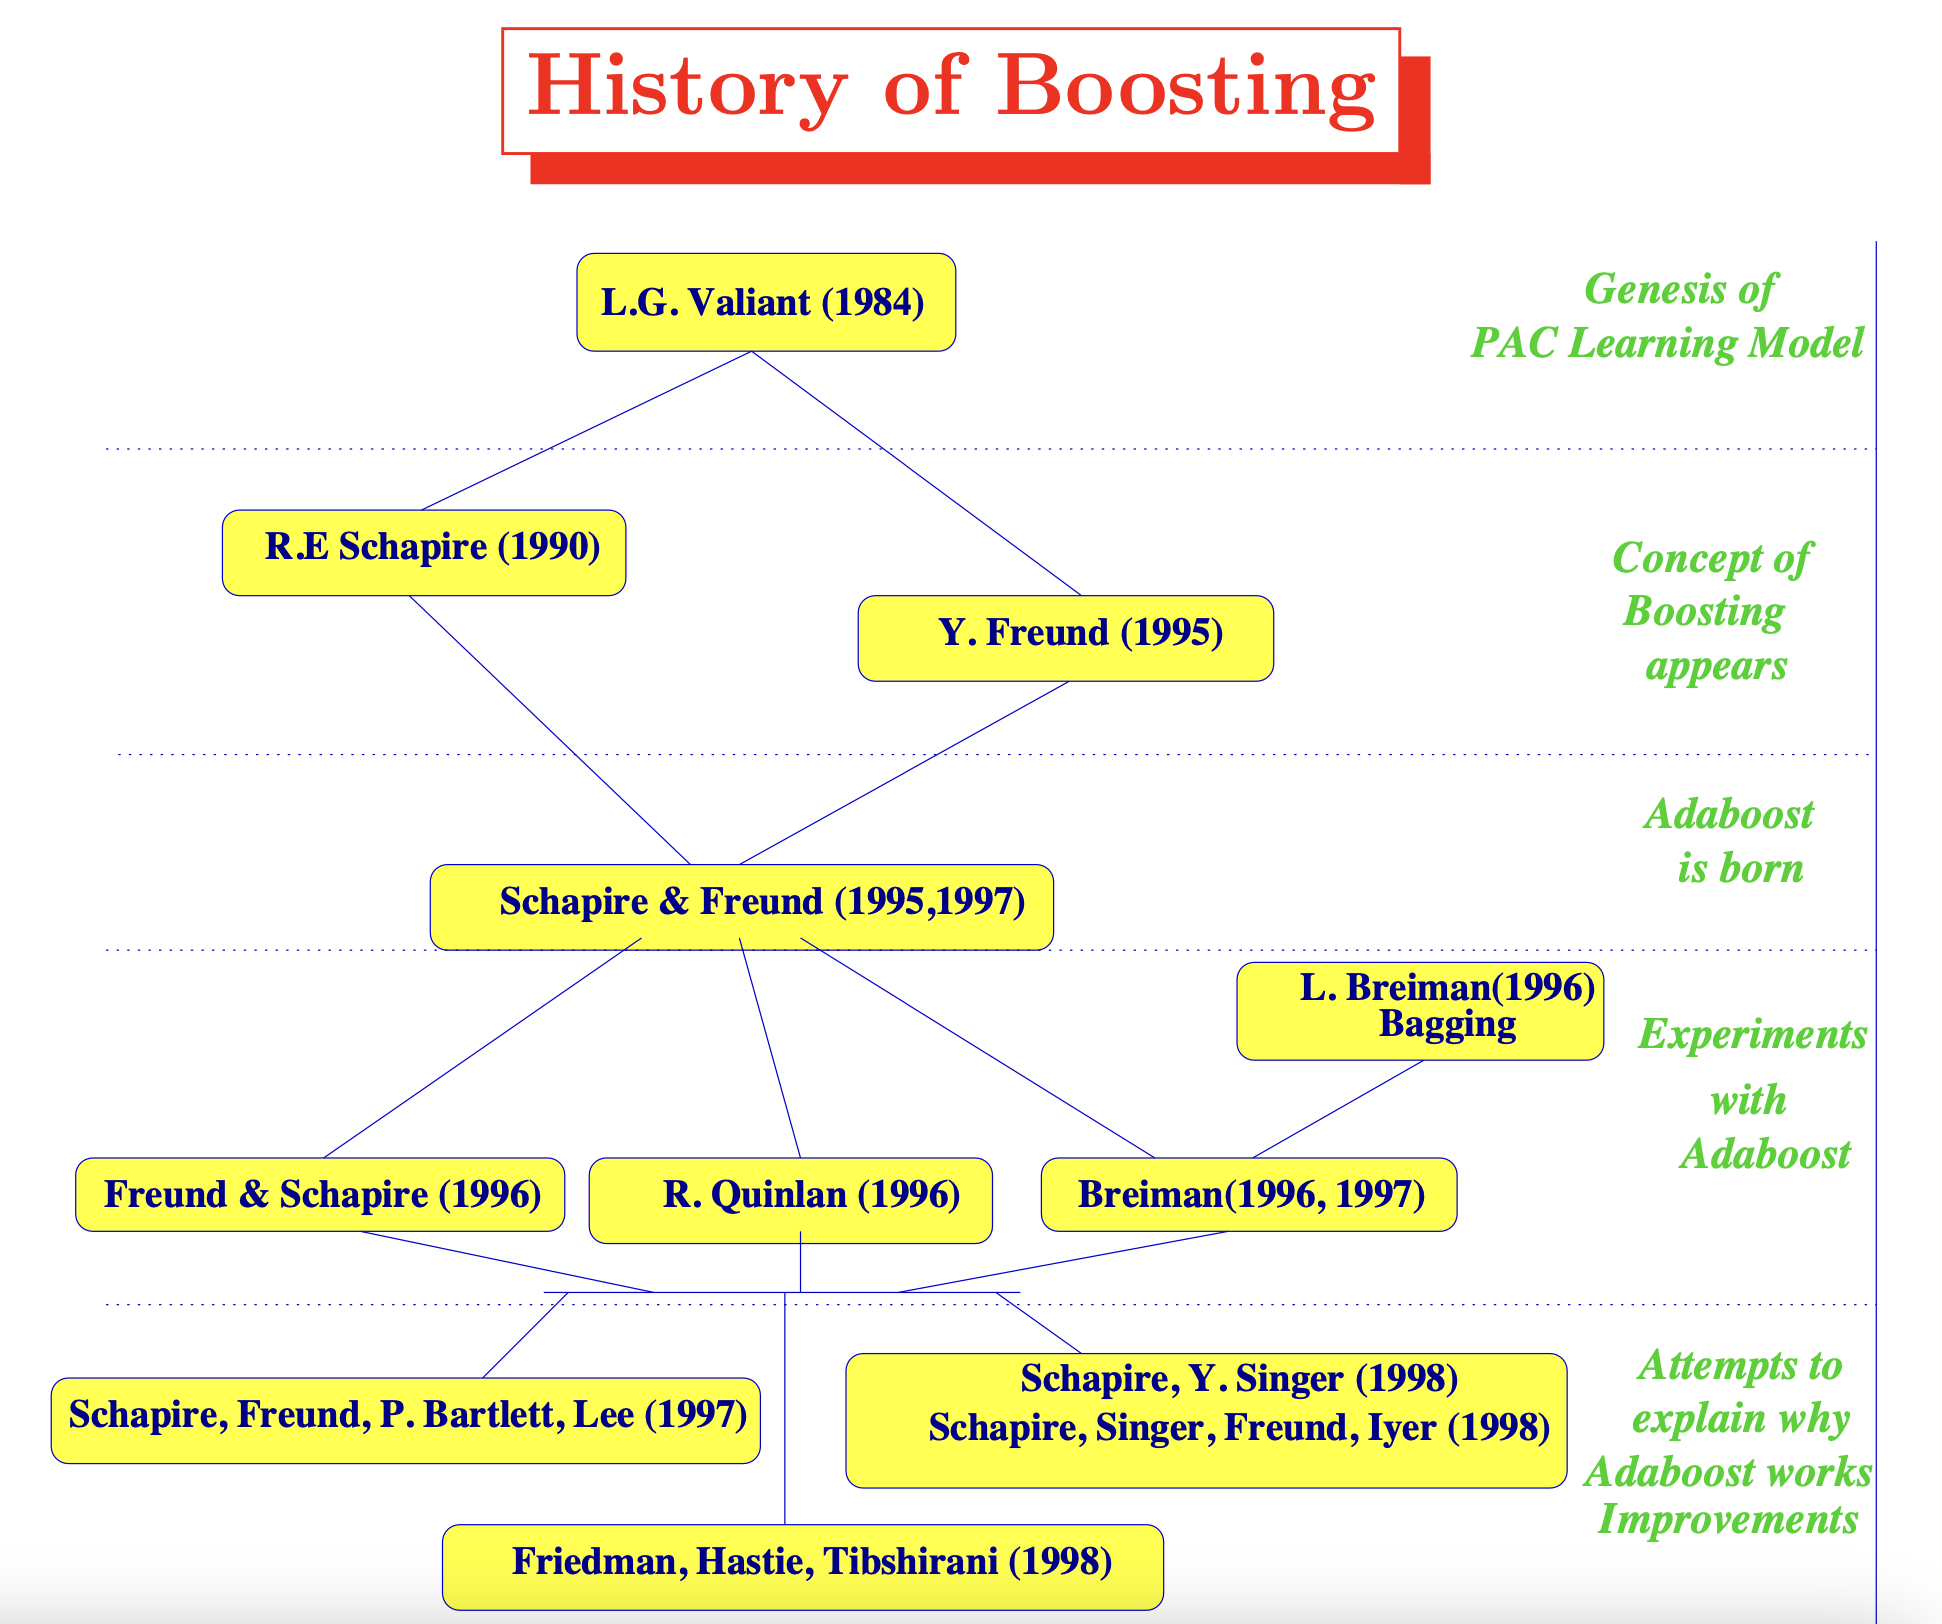 History of Boosting
L.G. Valiant (1984)
Genesis of
PAC Learning Model
R.E Schapire (1990)
Y. Freund (1995)
Concept of
Boosting
appears
Schapire & Freund (1995,1997)
Adaboost
is born
L. Breiman(1996)
Bagging
Freund & Schapire (1996)
R. Quinlan (1996)
Breiman(1996, 1997)
Experiments
with
Adaboost
Schapire, Freund, P. Bartlett, Lee (1997)
Schapire, Y. Singer (1998)
Schapire, Singer, Freund, Iyer (1998)
Friedman, Hastie, Tibshirani (1998)
Attempts to
explain why
Adaboost works
Improvements